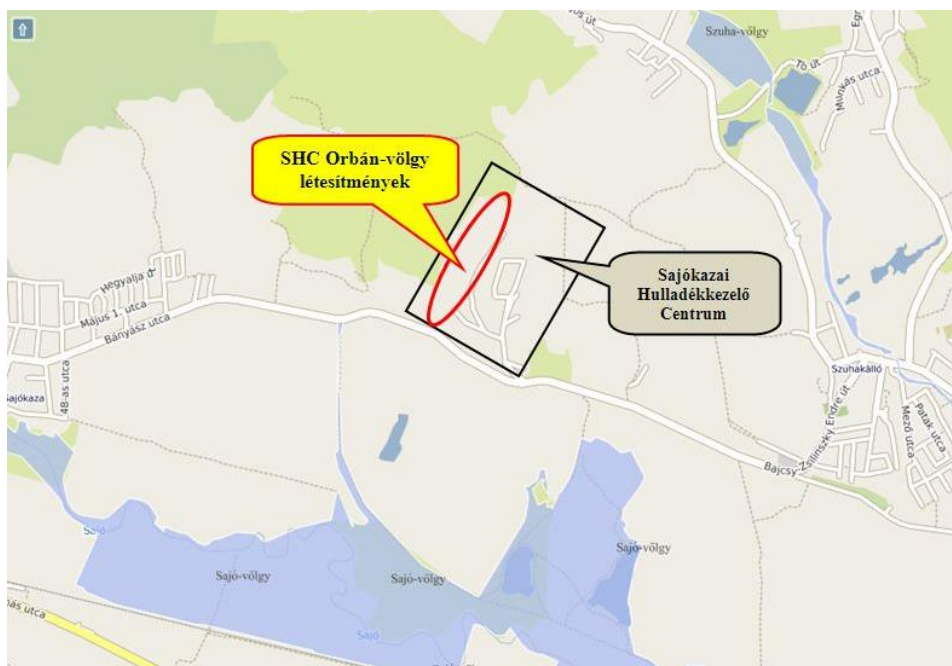 Szuha-völgy
Tó út
Munkás utca
SHC Orbán-völgy
létesítmények
Sajókazai
Hulladékkezelő
Centrum
Hegyalja
Május 1. utca
Bányász utca
48-as utca
Sajókaza
Szuhakálló
Bajcsy-Zsilinszky Endre út
Patak utca
Mező utca
Sajó
Sajó-völgy
Sajó-völgy
Sajó-völgy
Sajó